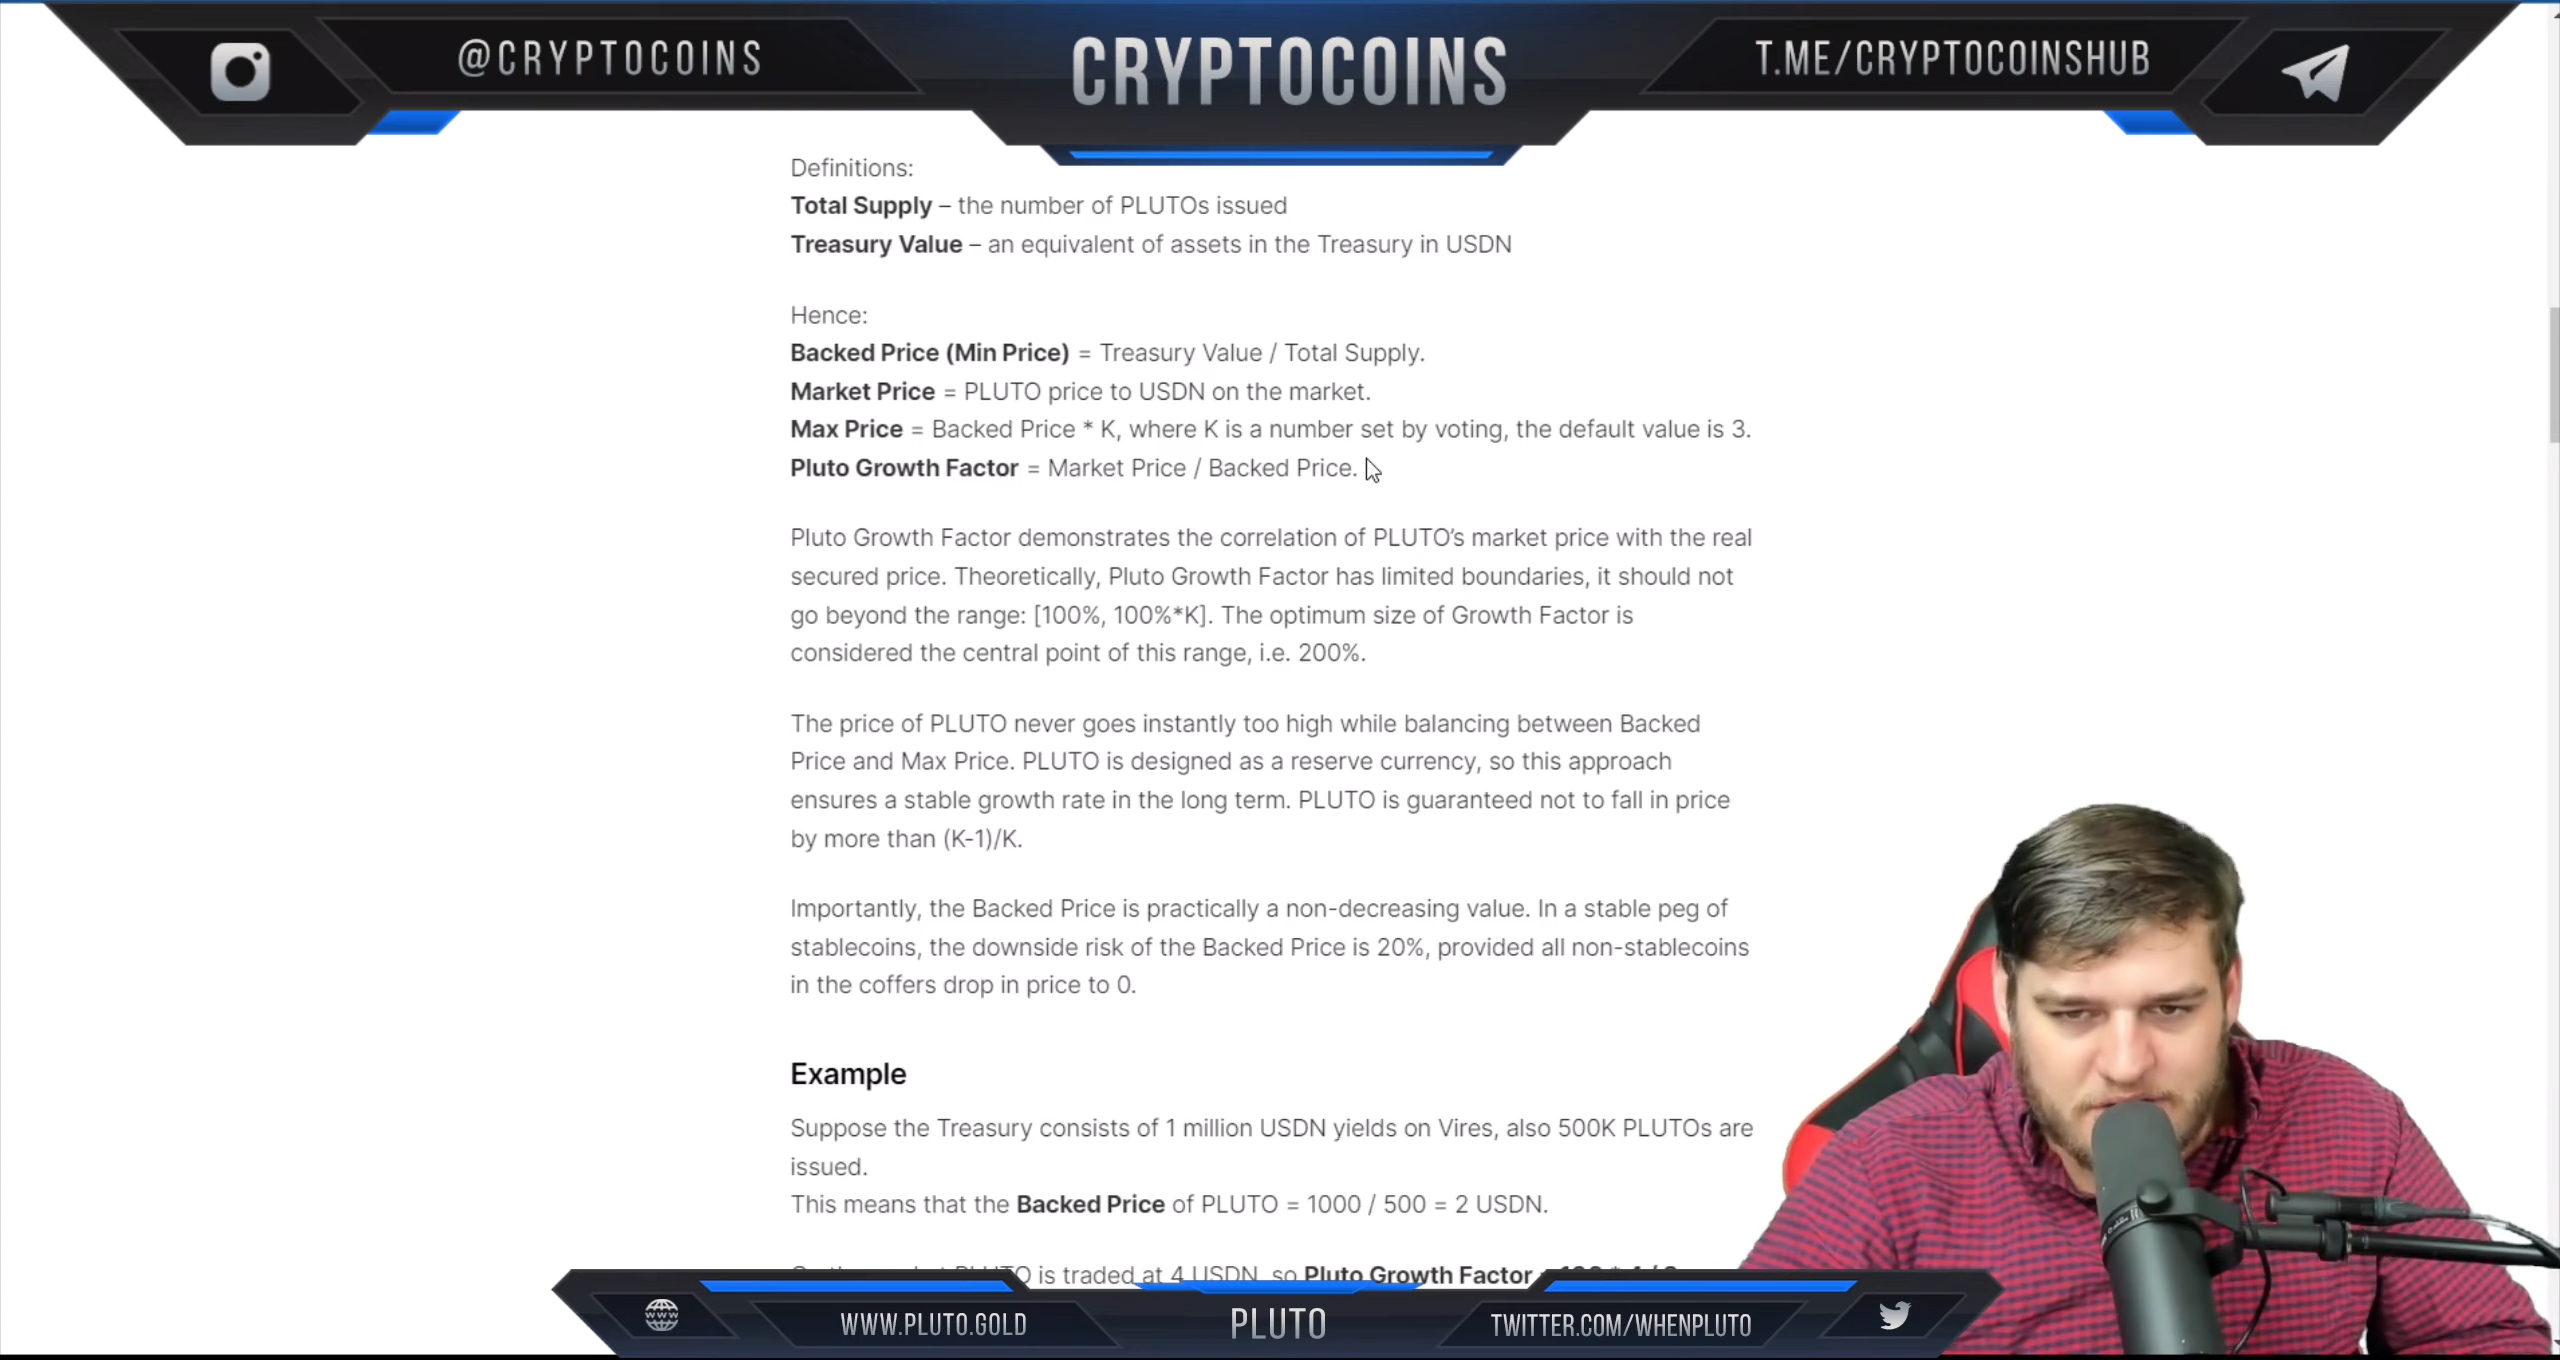 @CRYPTOCOINS
CRYPTOCOINS
T.ME/CRYPTOCOINSHUB
Definitions:
Total Supply – the number of PLUTOs issued
Treasury Value – an equivalent of assets in the Treasury in USDN
Hence:
Backed Price (Min Price) = Treasury Value / Total Supply.
Market Price = PLUTO price to USDN on the market.
Max Price = Backed Price * K, where K is a number set by voting, the default value is 3.
Pluto Growth Factor = Market Price / Backed Price.
Pluto Growth Factor demonstrates the correlation of PLUTO’s market price with the real
secured price. Theoretically, Pluto Growth Factor has limited boundaries, it should not
go beyond the range: [100%, 100%*K]. The optimum size of Growth Factor is
considered the central point of this range, i.e. 200%.
The price of PLUTO never goes instantly too high while balancing between Backed
Price and Max Price. PLUTO is designed as a reserve currency, so this approach
ensures a stable growth rate in the long term. PLUTO is guaranteed not to fall in price
by more than (K-1)/K.
Importantly, the Backed Price is practically a non-decreasing value. In a stable peg of
stablecoins, the downside risk of the Backed Price is 20%, provided all non-stablecoins
in the coffers drop in price to 0.
Example
Suppose the Treasury consists of 1 million USDN yields on Vires, also 500K PLUTOs are
issued.
This means that the Backed Price of PLUTO = 1000 / 500 = 2 USDN.
is traded at 4 USDN, so Pluto Growth Factor
WWW
WWW.PLUTO.GOLD
PLUTO
TWITTER.COM/WHENPLUTO